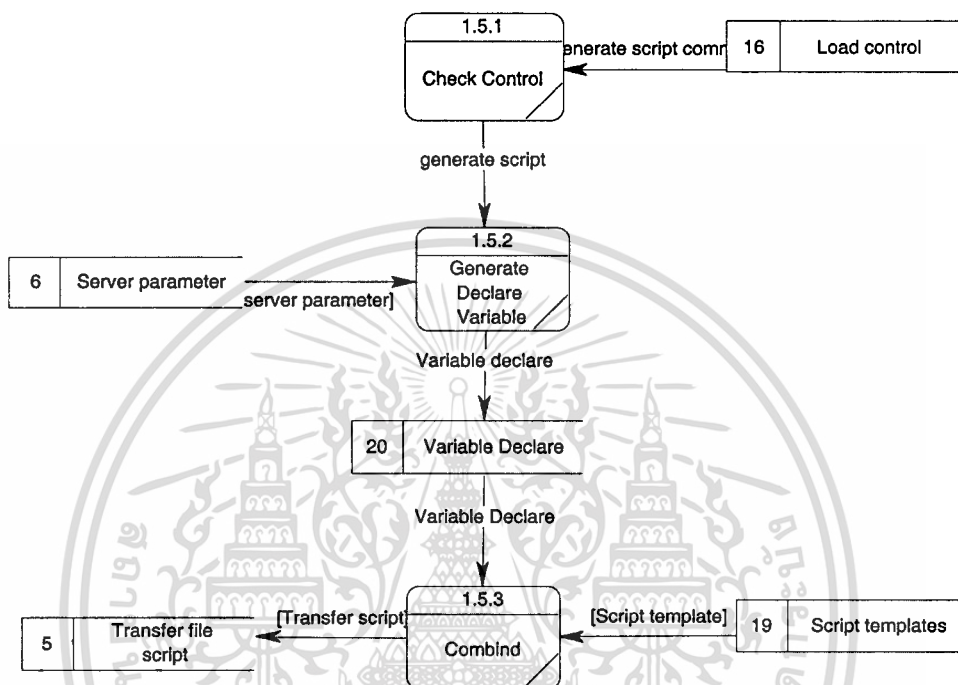 1.5.1
Check Control
enerate script comm
16
Load control
generate script
1.5.2
Generate
Declare
Variable
6
Server parameter
server parameter]
Variable declare
20
Variable Declare
Variable Declare
1.5.3
Combind
[Transfer script]
5
Transfer file
script
[Script template]
19
Script templates